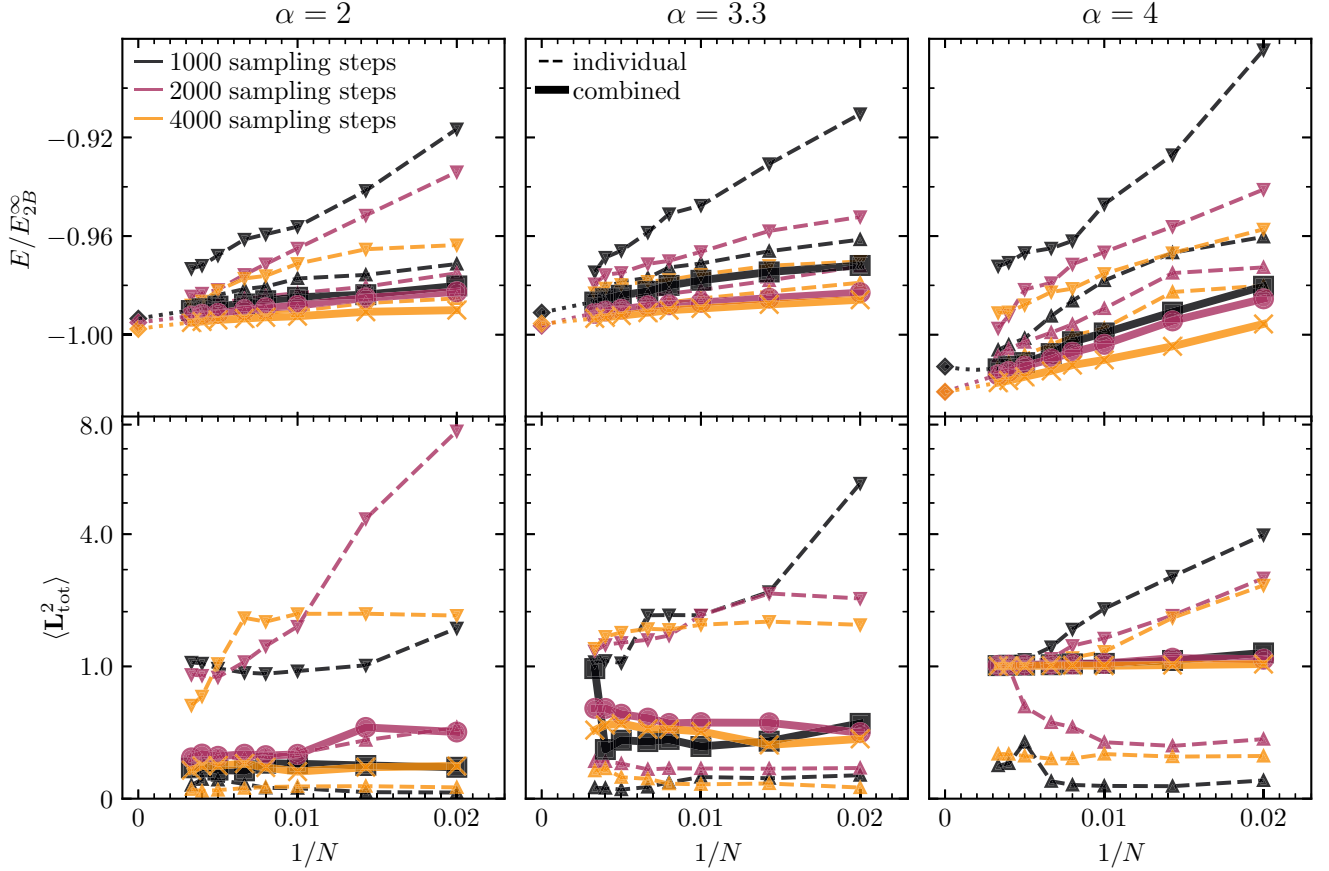 α = 2
α = 3.3
α = 4
1000 sampling steps
2000 sampling steps
4000 sampling steps
individual
combined
E/E∞2B
−0.92
−0.96
−1.00
⟨L²tot⟩
8.0
4.0
1.0
0
0 0.01 0.02
0 0.01 0.02
0 0.01 0.02
1/N
1/N
1/N